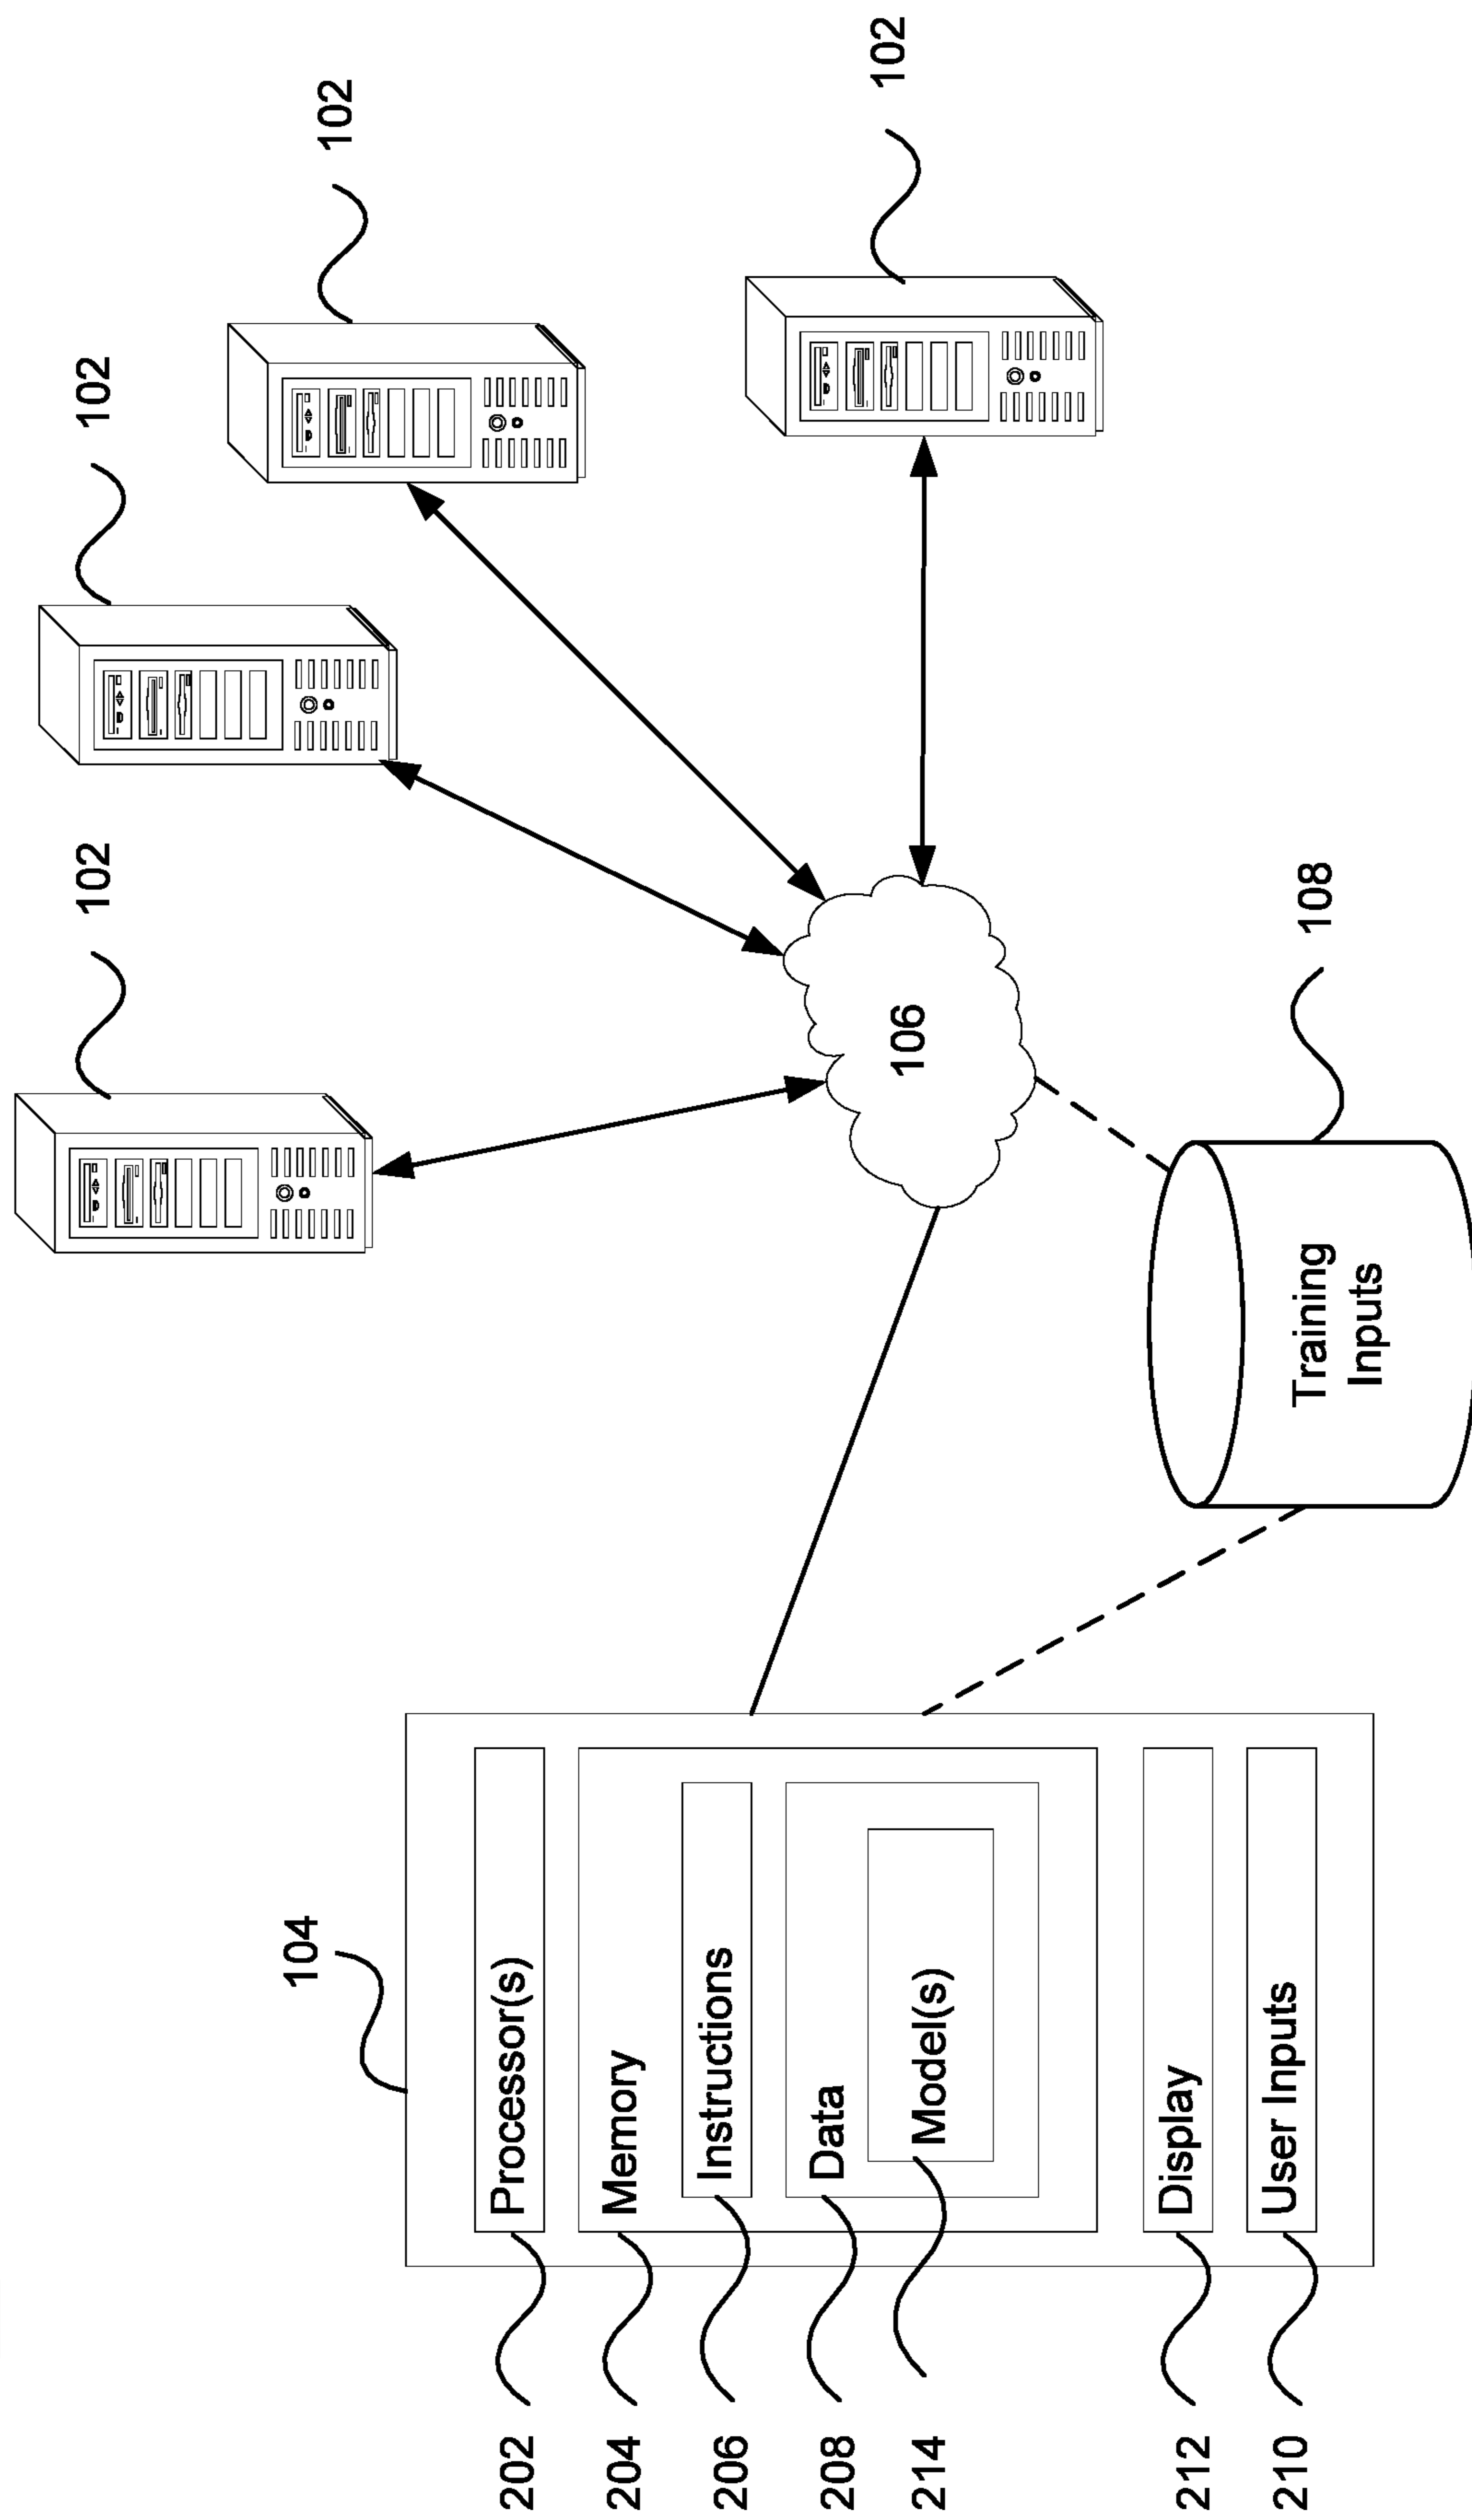 104
202
Processor(s)
204
Memory
206
Instructions
208
Data
214
Model(s)
212
Display
210
User Inputs
102
102
102
102
106
108
Training
Inputs